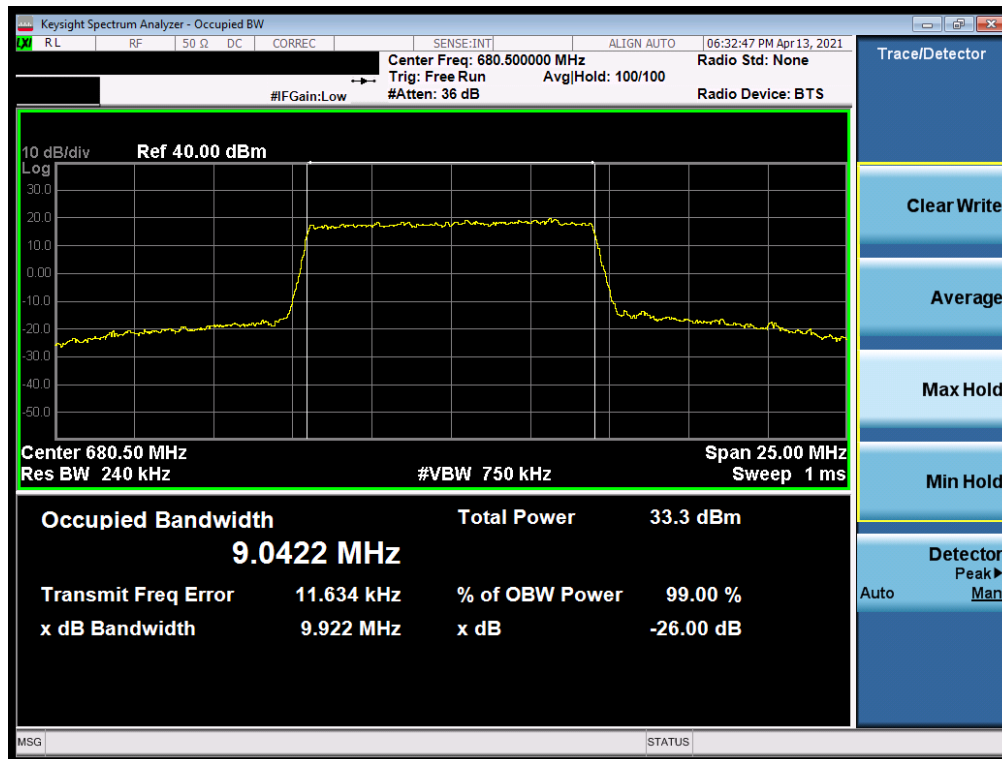 Keysight Spectrum Analyzer - Occupied BW
LXI RL RF 50 Ω DC CORREC SENSE:INT ALIGN AUTO 06:32:47 PM Apr 13, 2021
Center Freq: 680.500000 MHz Radio Std: None
Trig: Free Run Avg|Hold: 100/100
#IFGain:Low #Atten: 36 dB Radio Device: BTS
10 dB/div Ref 40.00 dBm
Log
30.0
20.0
10.0
0.00
-10.0
-20.0
-30.0
-40.0
-50.0
Center 680.50 MHz Span 25.00 MHz
Res BW 240 kHz #VBW 750 kHz Sweep 1 ms
Occupied Bandwidth Total Power 33.3 dBm
9.0422 MHz
Transmit Freq Error 11.634 kHz % of OBW Power 99.00 %
x dB Bandwidth 9.922 MHz x dB -26.00 dB
MSG STATUS
Trace/Detector
Clear Write
Average
Max Hold
Min Hold
Detector
Peak▶
Auto Man